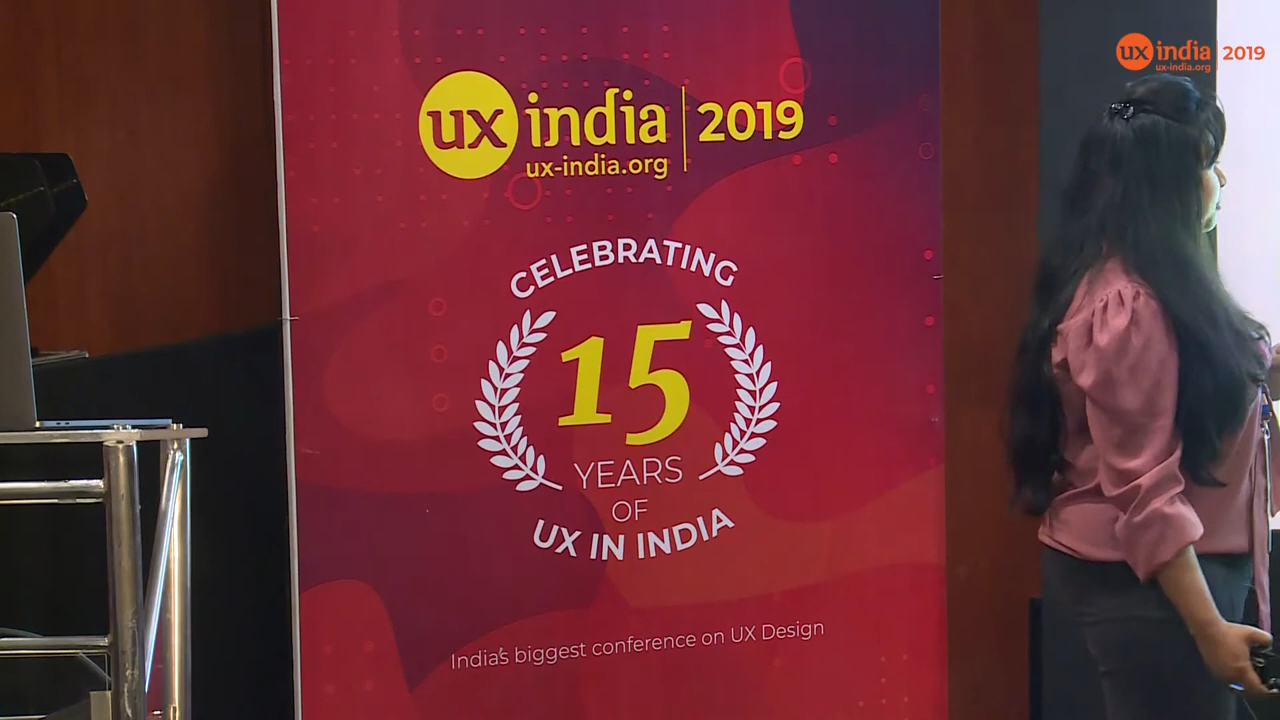 ux india 2019
ux-india.org
CELEBRATING
15
YEARS
OF
UX IN INDIA
India's biggest conference on UX Design
ux india 2019
ux-india.org